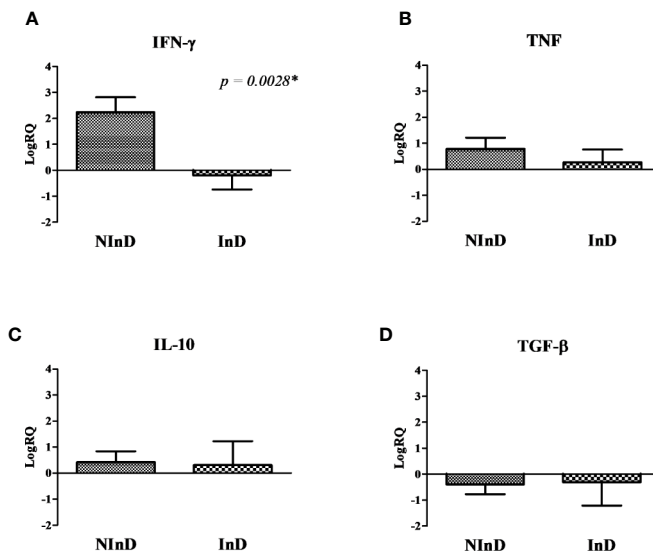 A
IFN-γ
p = 0.0028*
LogRQ
4
3
2
1
0
-1
-2
NInD InD
B
TNF
LogRQ
4
3
2
1
0
-1
-2
NInD InD
C
IL-10
LogRQ
4
3
2
1
0
-1
-2
NInD InD
D
TGF-β
LogRQ
4
3
2
1
0
-1
-2
NInD InD